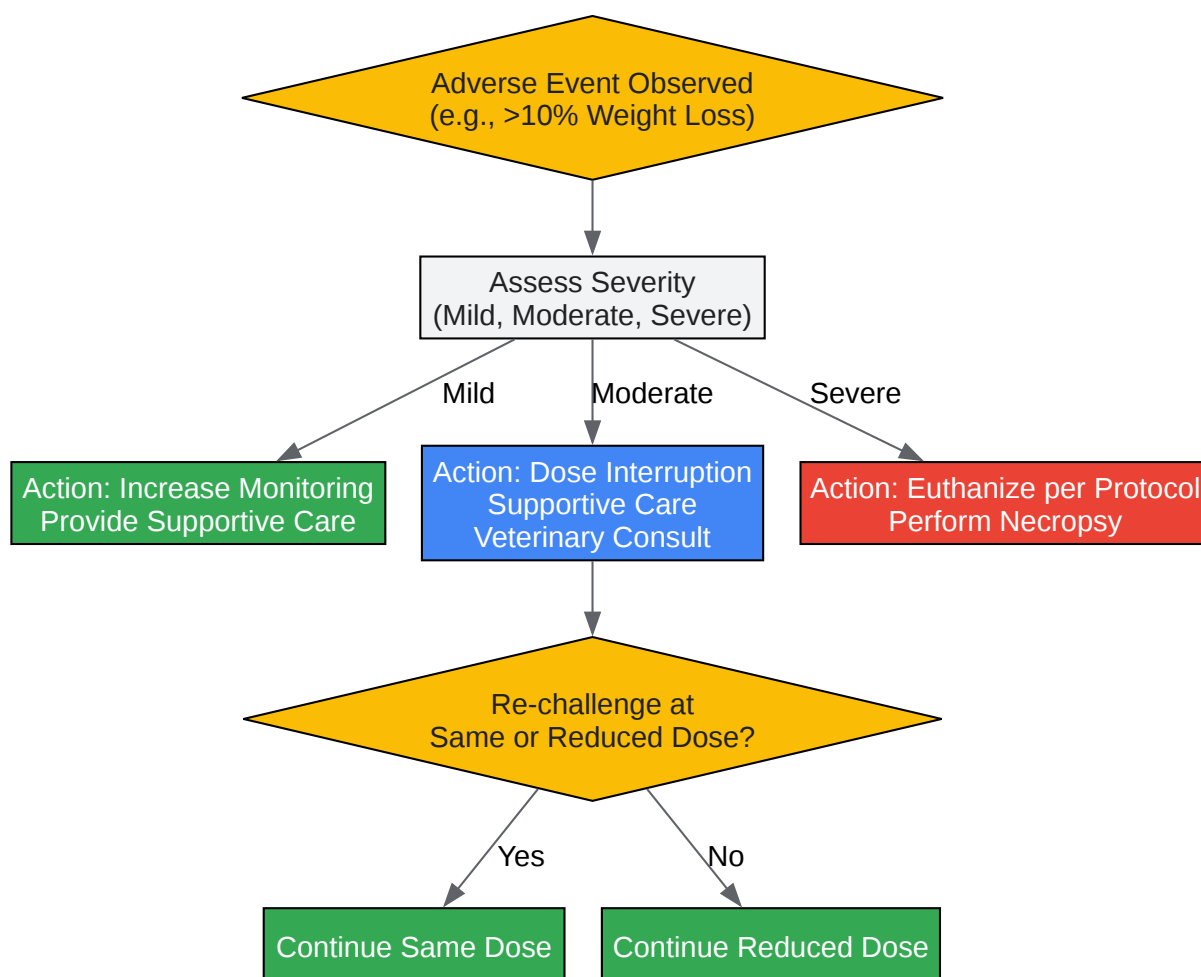 Adverse Event Observed
(e.g., >10% Weight Loss)
Assess Severity
(Mild, Moderate, Severe)
Mild
Moderate
Severe
Action: Increase Monitoring
Provide Supportive Care
Action: Dose Interruption
Supportive Care
Veterinary Consult
Action: Euthanize per Protocol
Perform Necropsy
Re-challenge at
Same or Reduced Dose?
Yes
No
Continue Same Dose
Continue Reduced Dose